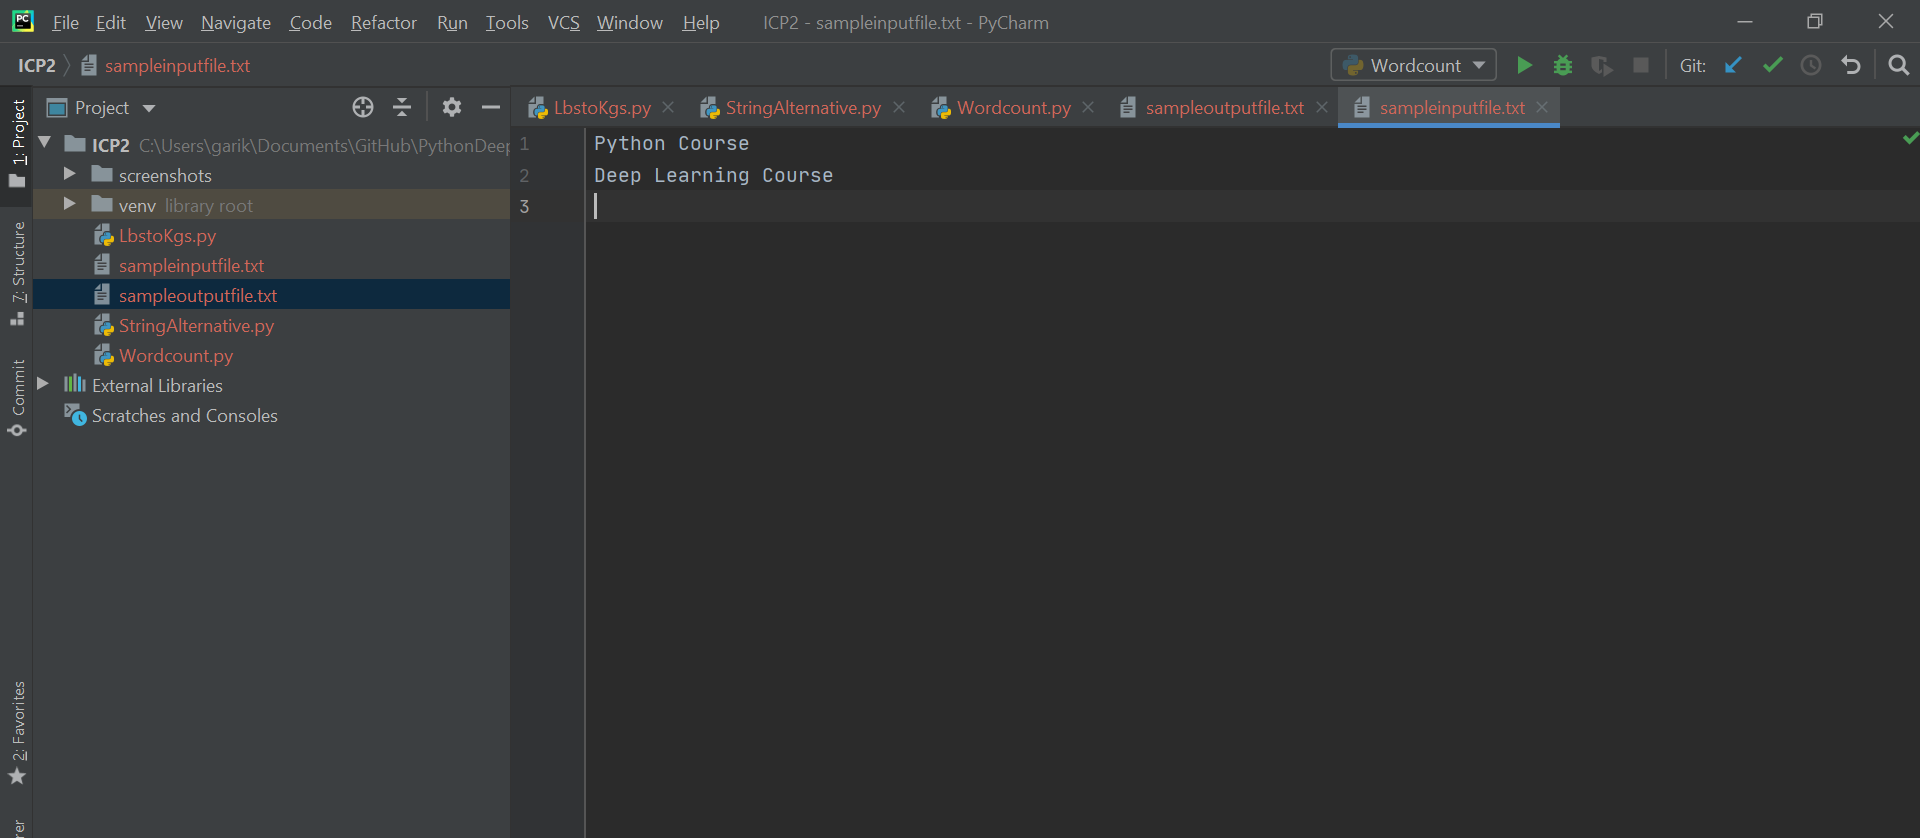 PC File Edit View Navigate Code Refactor Run Tools VCS Window Help ICP2 - sampleinputfile.txt - PyCharm
ICP2 sampleinputfile.txt Wordcount Git:
1: Project
7: Structure
Commit
2: Favorites
rer
Project
ICP2 C:\Users\garik\Documents\GitHub\PythonDeep
screenshots
venv library root
LbstoKgs.py
sampleinputfile.txt
sampleoutputfile.txt
StringAlternative.py
Wordcount.py
External Libraries
Scratches and Consoles
LbstoKgs.py StringAlternative.py Wordcount.py sampleoutputfile.txt sampleinputfile.txt
1 Python Course
2 Deep Learning Course
3